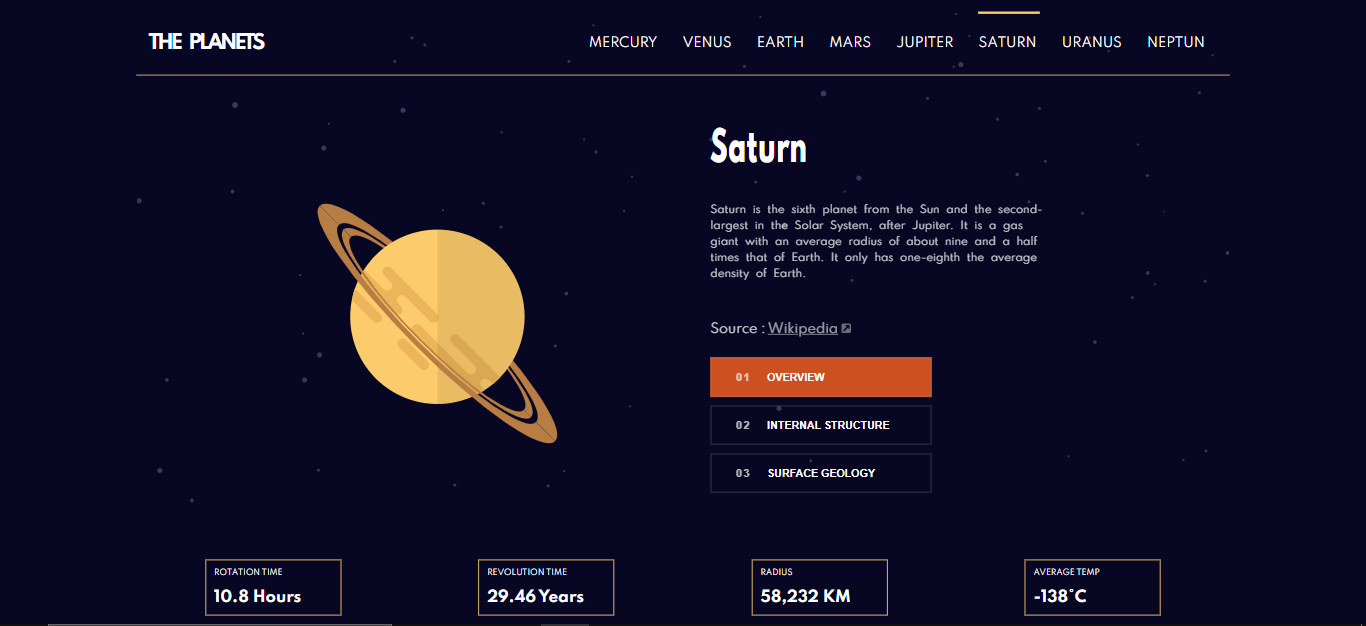 THE PLANETS
MERCURY VENUS EARTH MARS JUPITER SATURN URANUS NEPTUN
Saturn
Saturn is the sixth planet from the Sun and the second-
largest in the Solar System, after Jupiter. It is a gas
giant with an average radius of about nine and a half
times that of Earth. It only has one-eighth the average
density of Earth.
Source : Wikipedia
01 OVERVIEW
02 INTERNAL STRUCTURE
03 SURFACE GEOLOGY
ROTATION TIME
10.8 Hours
REVOLUTION TIME
29.46 Years
RADIUS
58,232 KM
AVERAGE TEMP
-138°C